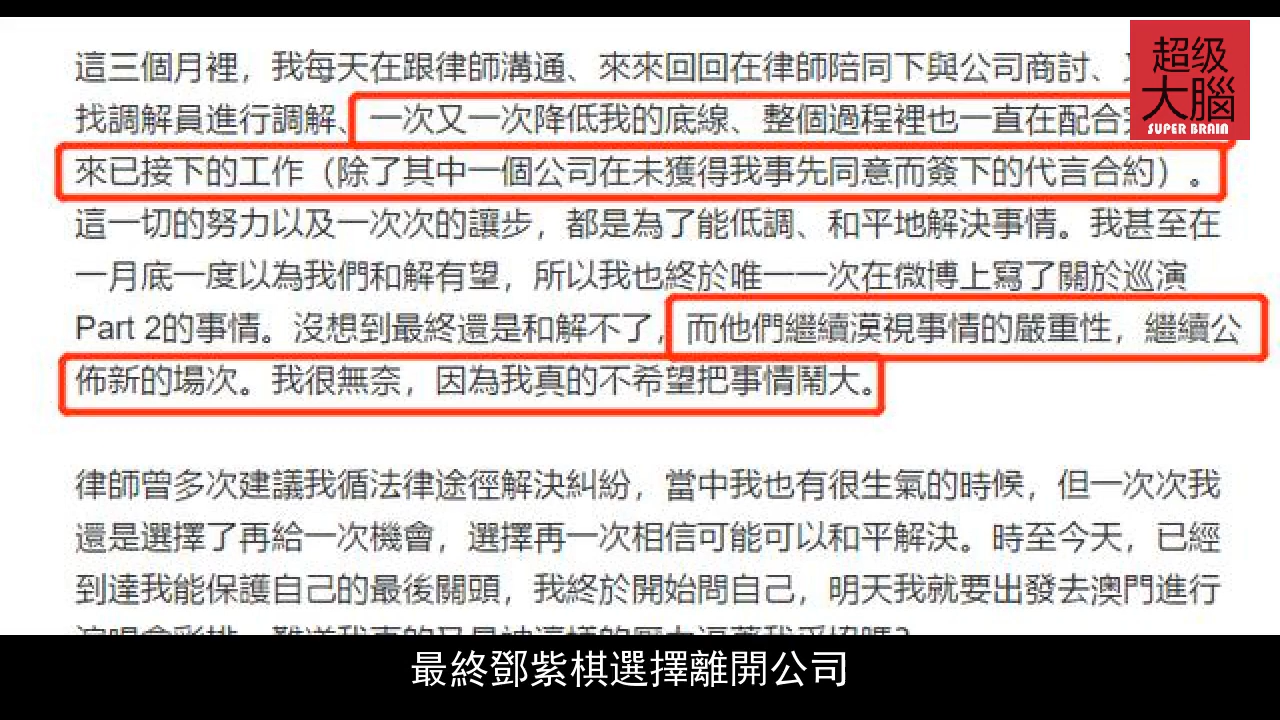 這三個月裡，我每天在跟律師溝通、來來回回在律師陪同下與公司商討、
超级
大腦
SUPER BRAIN
找調解員進行調解、一次又一次降低我的底線、整個過程裡也一直在配合
來已接下的工作（除了其中一個公司在未獲得我事先同意而簽下的代言合約）。
這一切的努力以及一次次的讓步，都是為了能低調、和平地解決事情。我甚至在
一月底一度以為我們和解有望，所以我也終於唯一一次在微博上寫了關於巡演
Part 2的事情。沒想到最終還是和解不了，而他們繼續漠視事情的嚴重性，繼續公
佈新的場次。我很無奈，因為我真的不希望把事情鬧大。
律師曾多次建議我循法律途徑解決糾紛，當中我也有很生氣的時候，但一次次我
還是選擇了再給一次機會，選擇再一次相信可能可以和平解決。時至今天，已經
到達我能保護自己的最後關頭，我終於開始問自己，明天我就要出發去澳門進行
最終鄧紫棋選擇離開公司